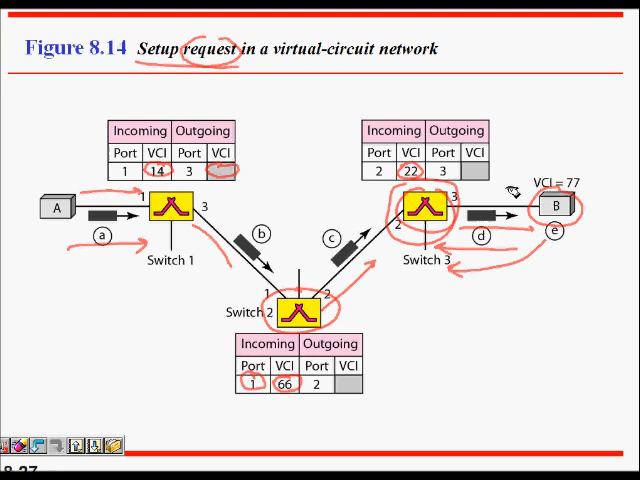 Figure 8.14 Setup request in a virtual-circuit network
Incoming Outgoing
Port VCI Port VCI
1 14 3
Incoming Outgoing
Port VCI Port VCI
2 22 3
VCI = 77
A
1
3
a
Switch 1
b
c
2
3
Switch 3
d
B
e
1
2
Switch 2
Incoming Outgoing
Port VCI Port VCI
1 66 2
8.27